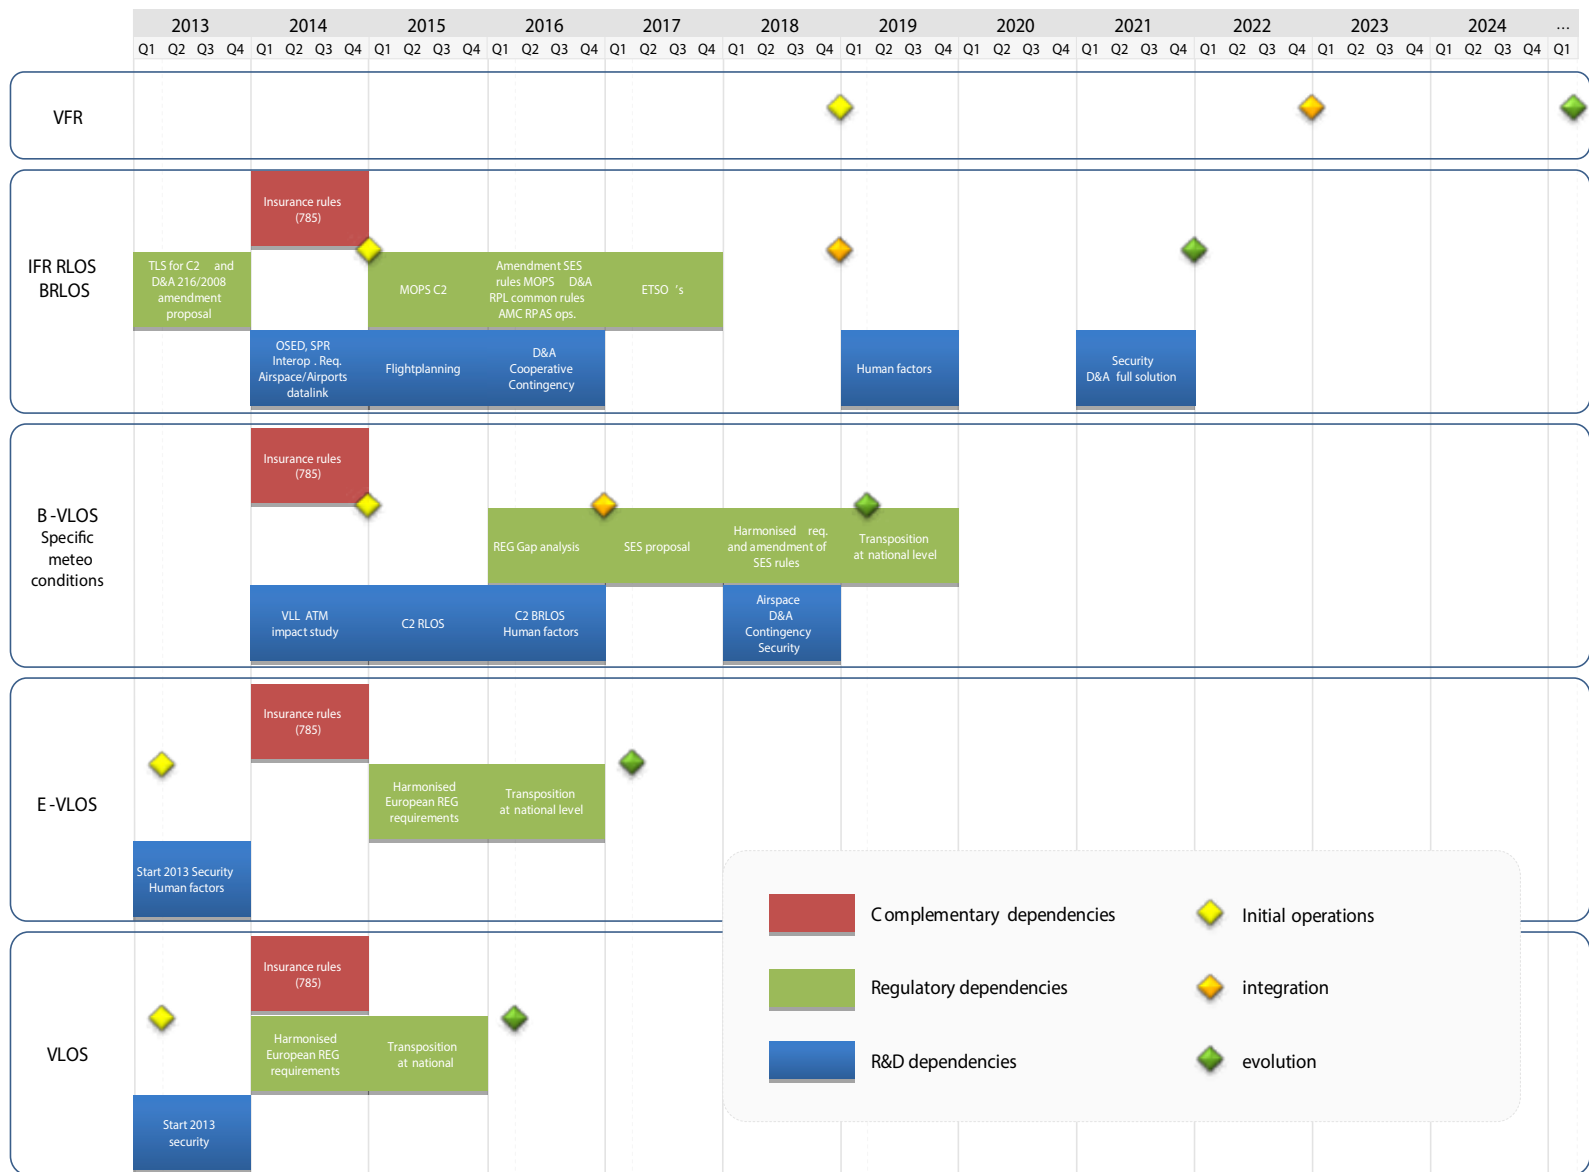 2013 2014 2015 2016 2017 2018 2019 2020 2021 2022 2023 2024 ...
Q1 Q2 Q3 Q4 Q1 Q2 Q3 Q4 Q1 Q2 Q3 Q4 Q1 Q2 Q3 Q4 Q1 Q2 Q3 Q4 Q1 Q2 Q3 Q4 Q1 Q2 Q3 Q4 Q1 Q2 Q3 Q4 Q1 Q2 Q3 Q4 Q1 Q2 Q3 Q4 Q1 Q2 Q3 Q4 Q1 Q2 Q3 Q4 Q1
VFR
IFR RLOS
BRLOS
Insurance rules
(785)
TLS for C2 and
D&A 216/2008
amendment
proposal
MOPS C2
Amendment SES
rules MOPS D&A
RPL common rules
AMC RPAS ops.
ETSO 's
OSED, SPR
Interop . Req.
Airspace/Airports
datalink
Flightplanning
D&A
Cooperative
Contingency
Human factors
Security
D&A full solution
B-VLOS
Specific
meteo
conditions
Insurance rules
(785)
REG Gap analysis
SES proposal
Harmonised req.
and amendment of
SES rules
Transposition
at national level
VLL ATM
impact study
C2 RLOS
C2 BRLOS
Human factors
Airspace
D&A
Contingency
Security
E-VLOS
Insurance rules
(785)
Harmonised
European REG
requirements
Transposition
at national level
Start 2013 Security
Human factors
VLOS
Insurance rules
(785)
Harmonised
European REG
requirements
Transposition
at national
Start 2013
security
Complementary dependencies
Regulatory dependencies
R&D dependencies
Initial operations
integration
evolution